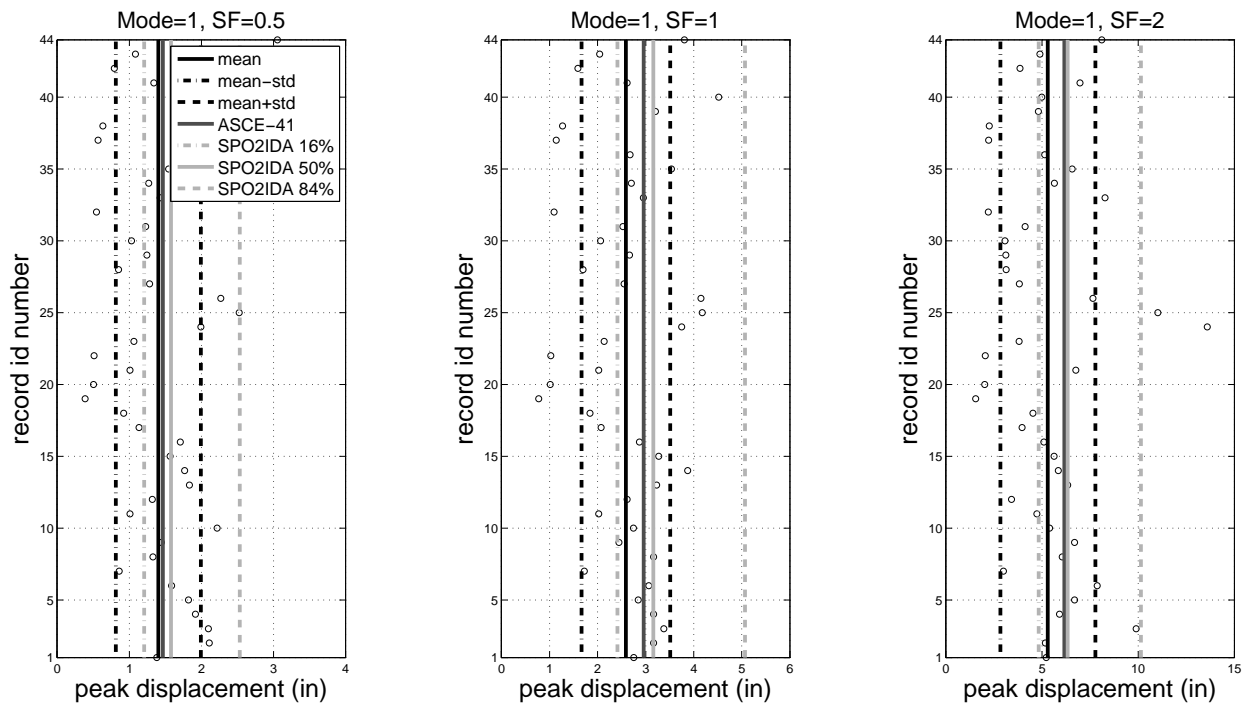 Mode=1, SF=0.5
44
40
35
30
25
20
15
10
5
1
record id number
0 1 2 3 4
peak displacement (in)
mean
mean−std
mean+std
ASCE−41
SPO2IDA 16%
SPO2IDA 50%
SPO2IDA 84%
Mode=1, SF=1
44
40
35
30
25
20
15
10
5
1
record id number
0 1 2 3 4 5 6
peak displacement (in)
Mode=1, SF=2
44
40
35
30
25
20
15
10
5
1
record id number
0 5 10 15
peak displacement (in)